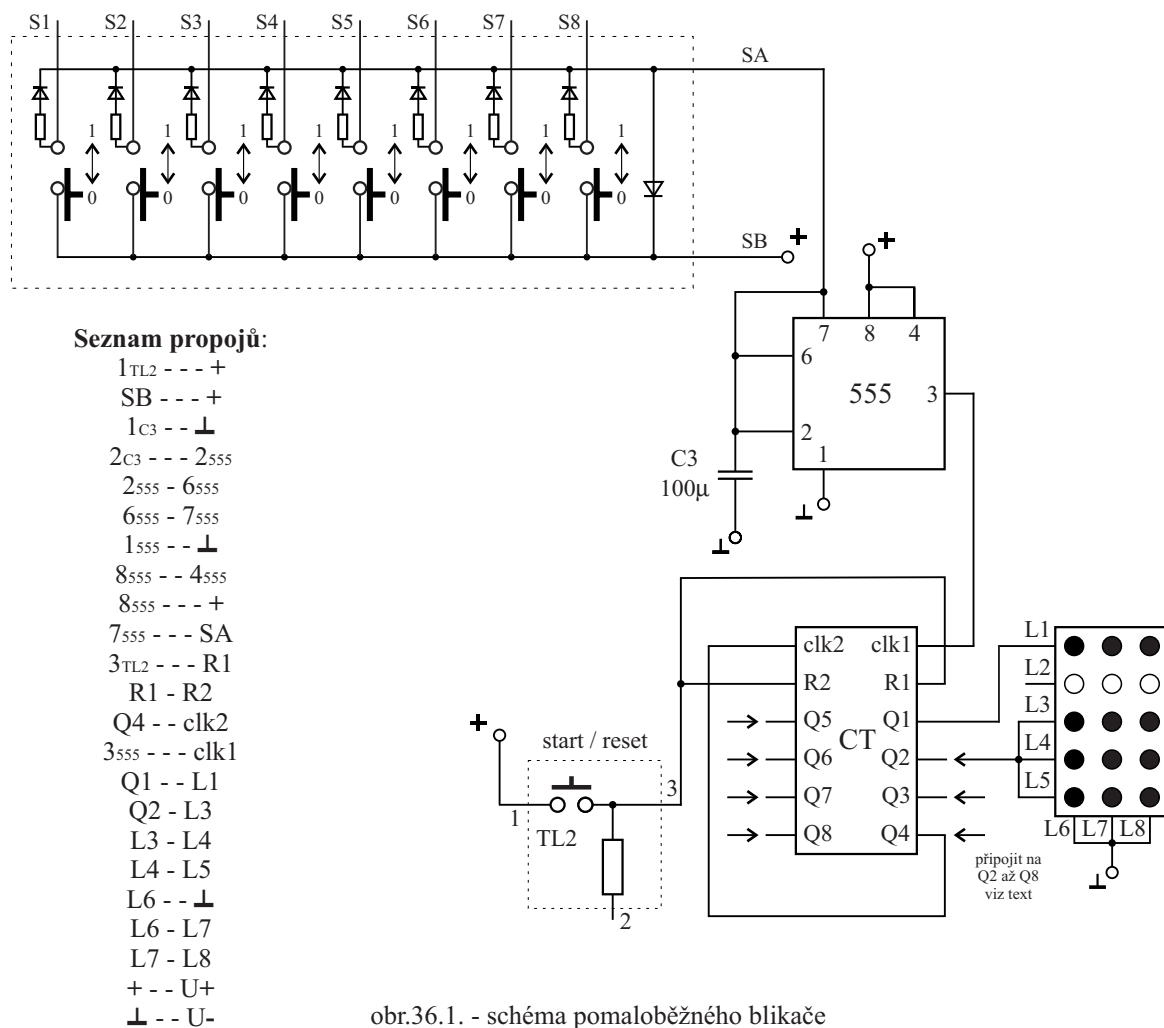 S1 S2 S3 S4 S5 S6 S7 S8
SA
1 1 1 1 1 1 1 1
0 0 0 0 0 0 0 0
SB +
+
7 8 4
6
555 3
2
1
C3
100μ
⊥
⊥
Seznam propojů:
1TL2 - - - +
SB - - - +
1C3 - - ⊥
2C3 - - - 2555
2555 - 6555
6555 - 7555
1555 - - ⊥
8555 - - 4555
8555 - - - +
7555 - - - SA
3TL2 - - - R1
R1 - R2
Q4 - - clk2
3555 - - - clk1
Q1 - - L1
Q2 - L3
L3 - L4
L4 - L5
L6 - - ⊥
L6 - L7
L7 - L8
+ - - U+
⊥ - - U-
clk2 clk1
R2 R1
Q5 Q1
CT
Q6 Q2
Q7 Q3
Q8 Q4
L1
L2
L3
L4
L5
L6 L7 L8
⊥
připojit na
Q2 až Q8
viz text
+
start / reset
3
1
TL2
2
obr.36.1. - schéma pomaloběžného blikače